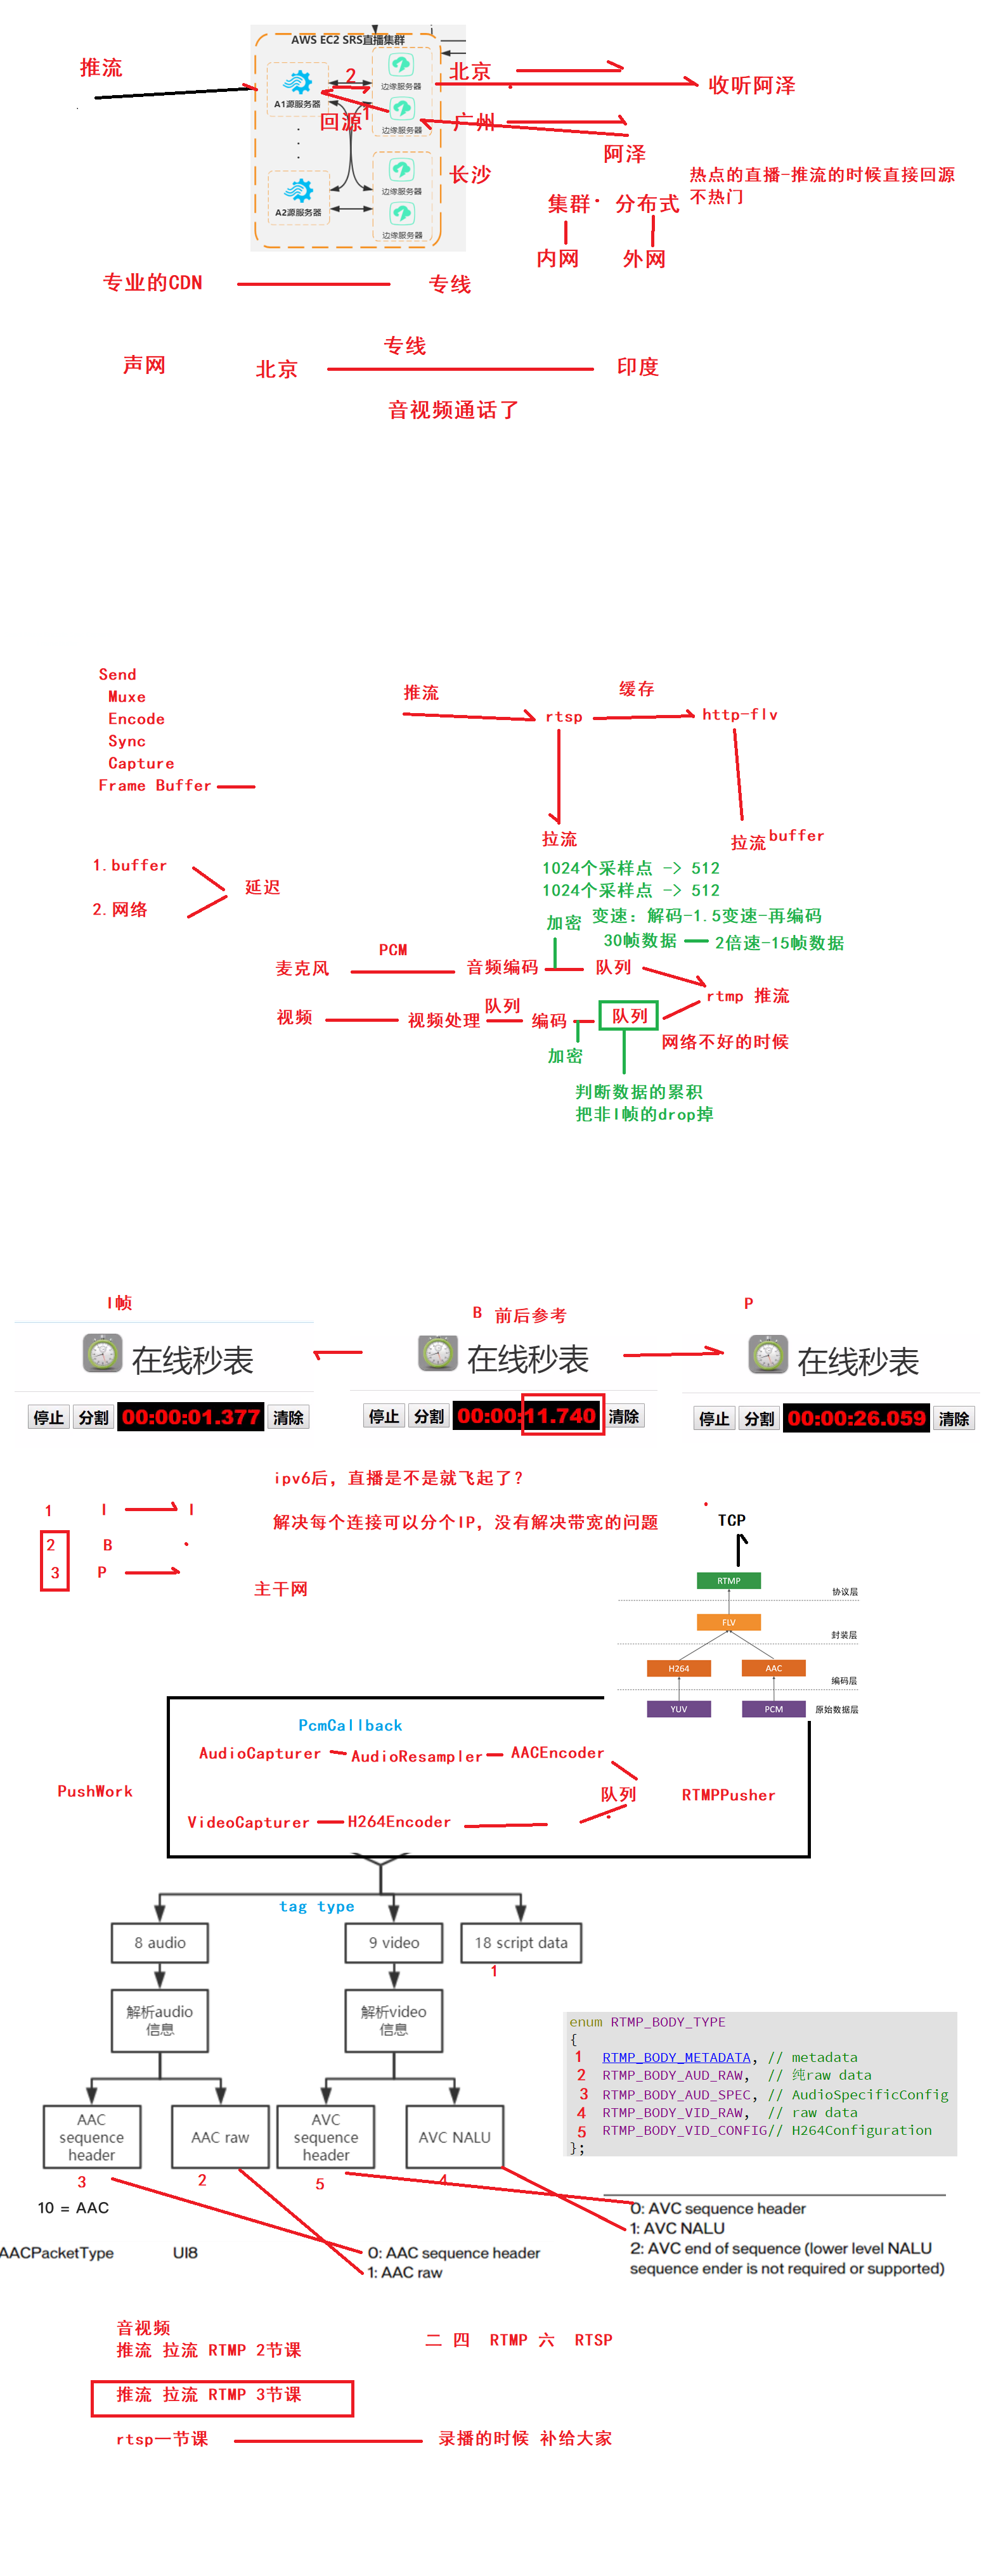 AWS EC2 SRS直播集群
推流
2
北京
收听阿泽
A1源服务器
边缘服务器
回源
1
边缘服务器
广州
阿泽
长沙
热点的直播-推流的时候直接回源
不热门
边缘服务器
集群
分布式
A2源服务器
边缘服务器
内网
外网
专业的CDN
专线
专线
声网
北京
印度
音视频通话了
Send
Muxe
Encode
Sync
Capture
Frame Buffer
推流
rtsp
缓存
http-flv
拉流
拉流buffer
1.buffer
2.网络
延迟
1024个采样点 -> 512
1024个采样点 -> 512
加密
变速: 解码-1.5变速-再编码
30帧数据
2倍速-15帧数据
麦克风
PCM
音频编码
队列
rtmp 推流
视频
视频处理
队列
编码
队列
网络不好的时候
加密
判断数据的累积
把非I帧的drop掉
I帧
B 前后参考
P
在线秒表
在线秒表
在线秒表
停止 分割 00:00:01.377 清除
停止 分割 00:00:11.740 清除
停止 分割 00:00:26.059 清除
ipv6后, 直播是不是就飞起了?
1 I I
解决每个连接可以分个IP, 没有解决带宽的问题
2 B
3 P
主干网
TCP
RTMP
协议层
FLV
封装层
H264
AAC
编码层
YUV
PCM
原始数据层
PcmCallback
AudioCapturer
AudioResampler
AACEncoder
PushWork
队列
RTMPPusher
VideoCapturer
H264Encoder
tag type
8 audio
9 video
18 script data
1
解析audio
信息
解析video
信息
enum RTMP_BODY_TYPE
{
1 RTMP_BODY_METADATA, // metadata
2 RTMP_BODY_AUD_RAW, // 纯raw data
3 RTMP_BODY_AUD_SPEC, // AudioSpecificConfig
4 RTMP_BODY_VID_RAW, // raw data
5 RTMP_BODY_VID_CONFIG// H264Configuration
};
AAC
sequence
header
AAC raw
AVC
sequence
header
AVC NALU
3
2
5
4
10 = AAC
0: AVC sequence header
1: AVC NALU
2: AVC end of sequence (lower level NALU
sequence ender is not required or supported)
AACPacketType
UI8
0: AAC sequence header
1: AAC raw
音视频
推流 拉流 RTMP 2节课
二 四 RTMP 六 RTSP
推流 拉流 RTMP 3节课
rtsp一节课
录播的时候 补给大家